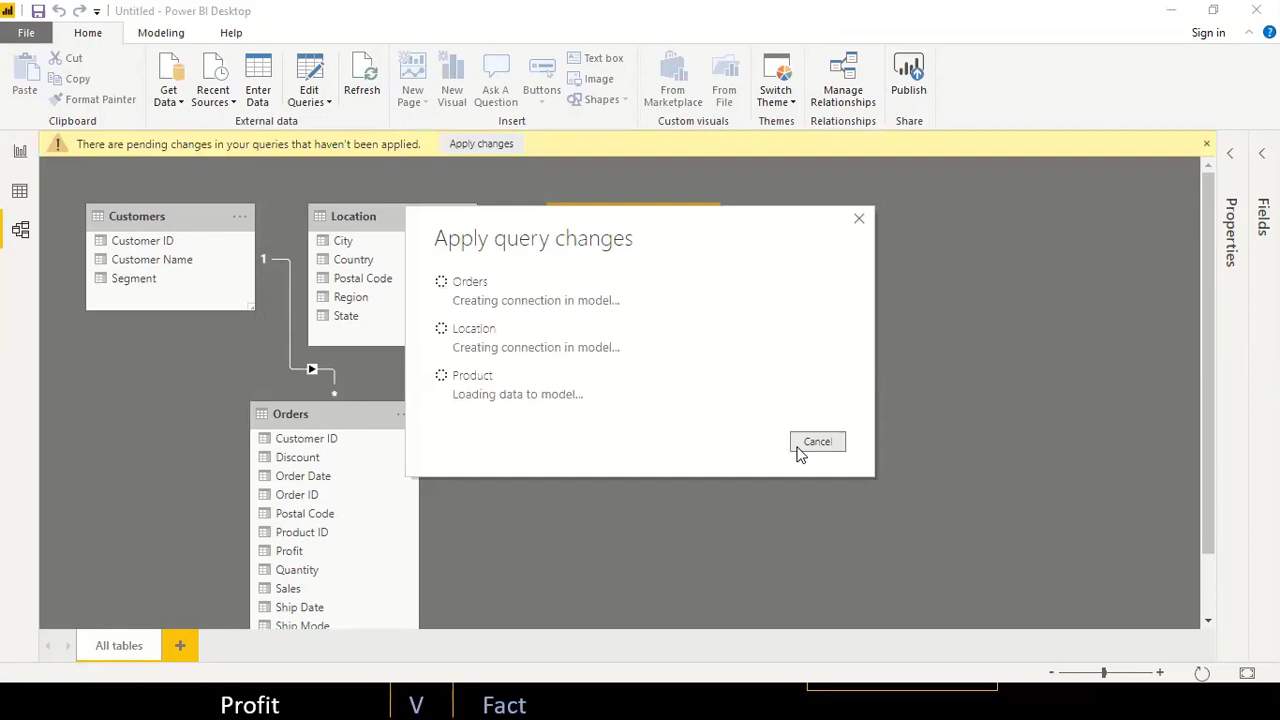 Untitled - Power BI Desktop
File Home Modeling Help Sign in
Paste Cut Copy Format Painter
Get Data Recent Sources Enter Data Edit Queries Refresh
New Page New Visual Ask A Question Buttons Text box Image Shapes
From Marketplace From File Switch Theme Manage Relationships Publish
Clipboard External data Insert Custom visuals Themes Relationships Share
There are pending changes in your queries that haven't been applied. Apply changes
Customers
Customer ID
Customer Name
Segment
1
Location
City
Country
Postal Code
Region
State
Apply query changes
Orders
Creating connection in model...
Location
Creating connection in model...
Product
Loading data to model...
Cancel
*
Orders
Customer ID
Discount
Order Date
Order ID
Postal Code
Product ID
Profit
Quantity
Sales
Ship Date
Ship Mode
Properties
Fields
All tables
Profit V Fact